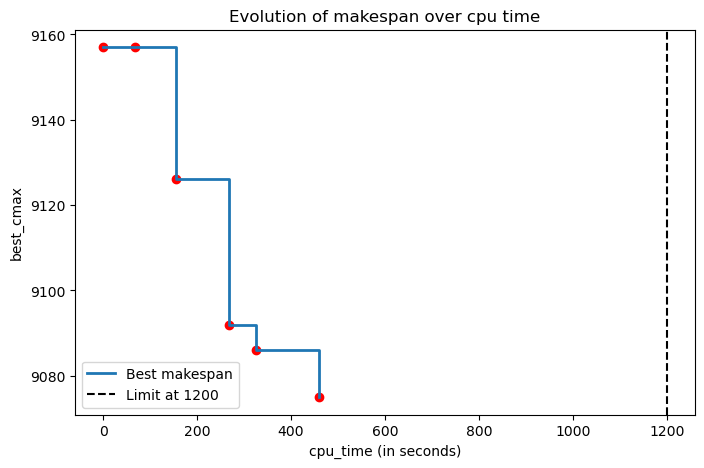 Evolution of makespan over cpu time
best_cmax
9160
9140
9120
9100
9080
Best makespan
Limit at 1200
0
200
400
600
800
1000
1200
cpu_time (in seconds)